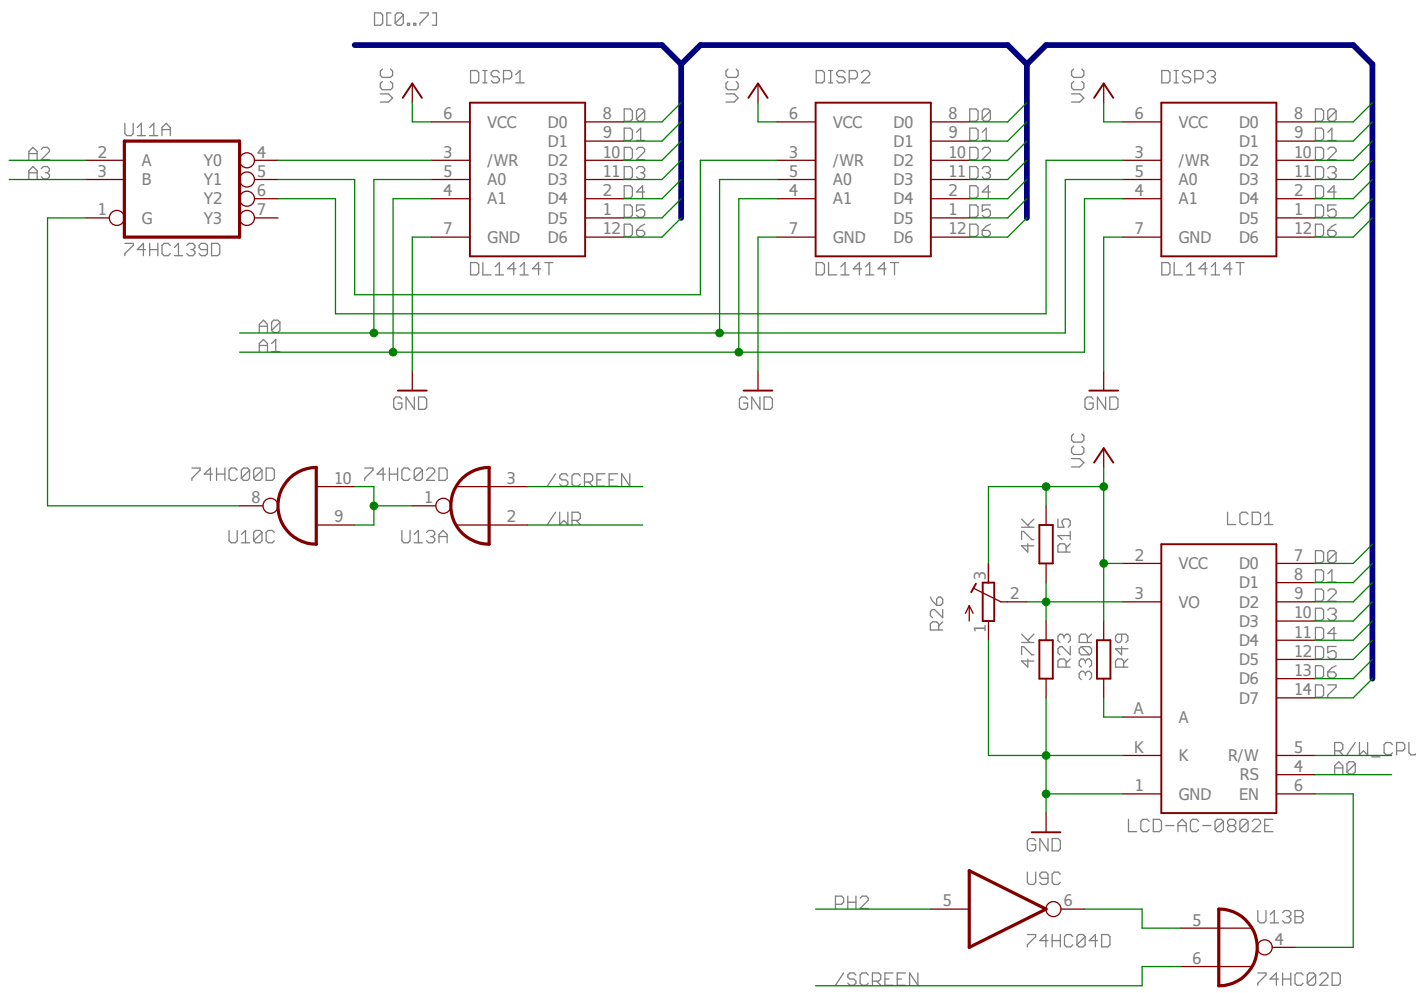 D[0..7]
DISP1
DISP2
DISP3
VCC
VCC
VCC
6 VCC D0 8 D0
D1 9 D1
3 /WR D2 10 D2
5 A0 D3 11 D3
4 A1 D4 2 D4
D5 1 D5
7 GND D6 12 D6
DL1414T
6 VCC D0 8 D0
D1 9 D1
3 /WR D2 10 D2
5 A0 D3 11 D3
4 A1 D4 2 D4
D5 1 D5
7 GND D6 12 D6
DL1414T
6 VCC D0 8 D0
D1 9 D1
3 /WR D2 10 D2
5 A0 D3 11 D3
4 A1 D4 2 D4
D5 1 D5
7 GND D6 12 D6
DL1414T
U11A
A2 2 A Y0 4
A3 3 B Y1 5
Y2 6
1 G Y3 7
74HC139D
A0
A1
GND
GND
GND
74HC00D
74HC02D
10
8
9
U10C
3 /SCREEN
1
2 /WR
U13A
VCC
LCD1
47K
R15
R26
3
2
1
47K
R23
330R
R49
2 VCC D0 7 D0
D1 8 D1
3 VO D2 9 D2
D3 10 D3
D4 11 D4
D5 12 D5
D6 13 D6
D7 14 D7
A A
K K R/W 5 R/W_CPU
RS 4 A0
1 GND EN 6
LCD-AC-0802E
GND
U9C
PH2 5 6
74HC04D
U13B
5
4
6
/SCREEN
74HC02D